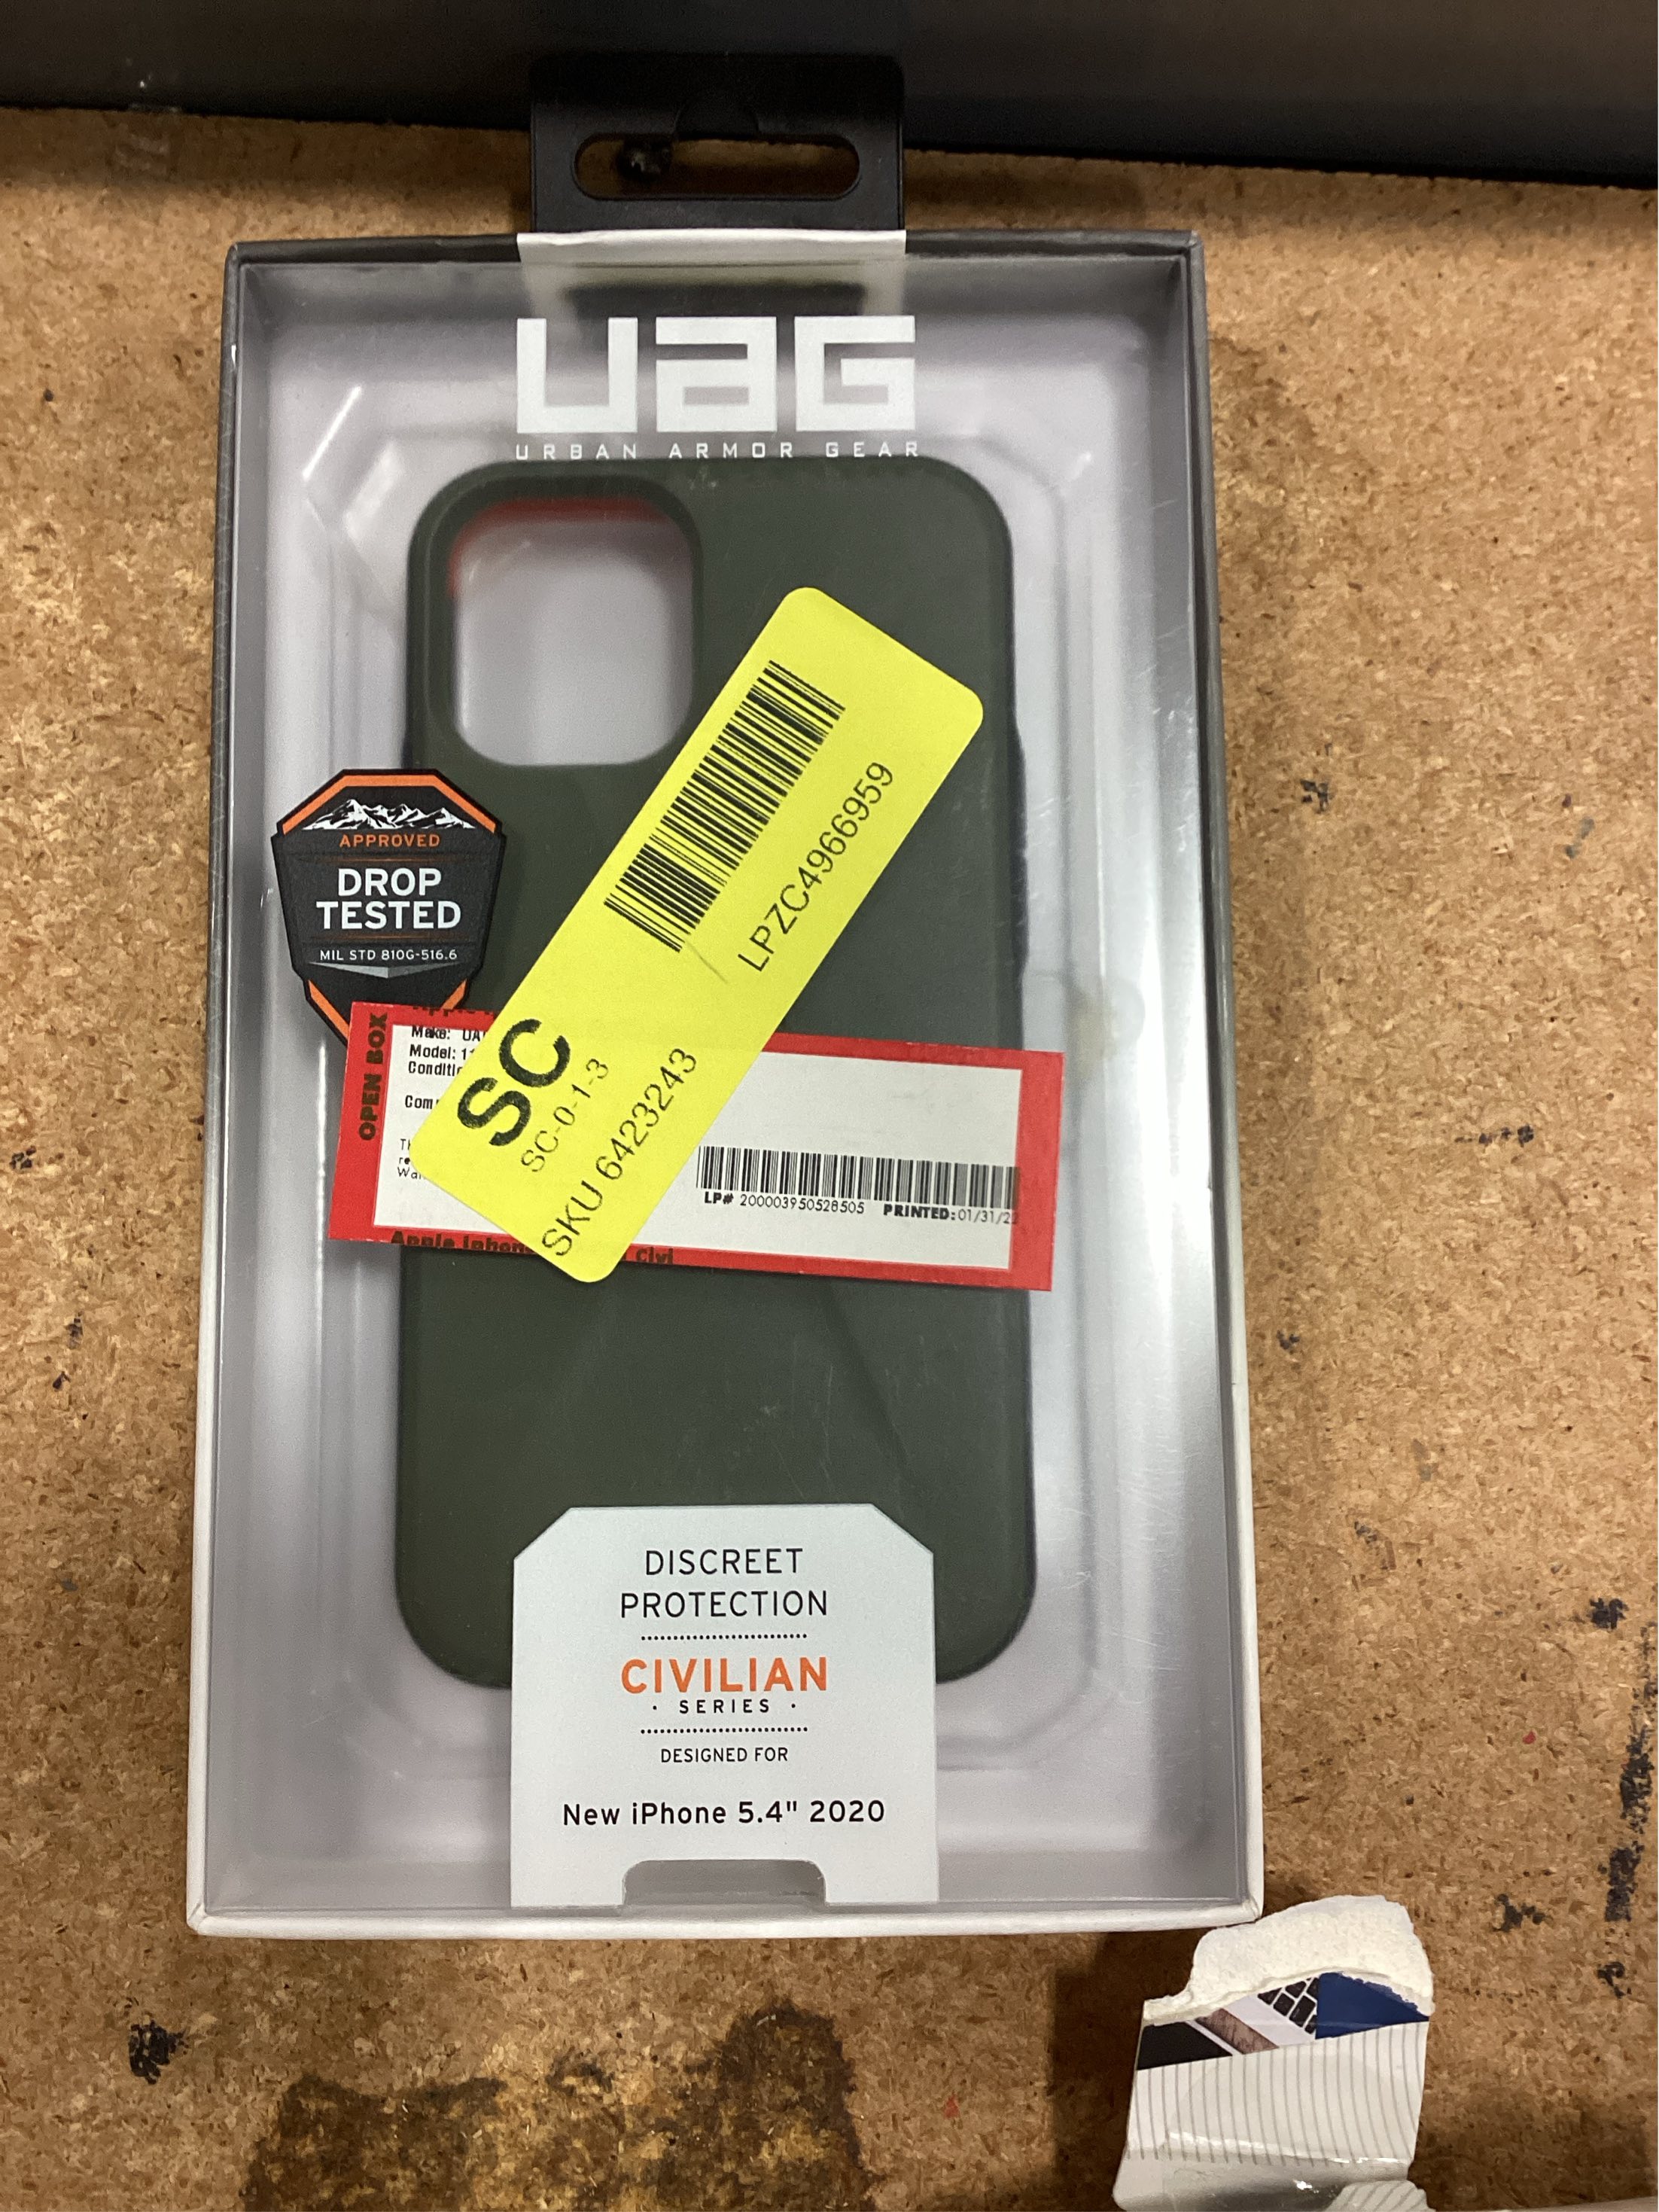 UAG
URBAN ARMOR GEAR
APPROVED
DROP
TESTED
MIL STD 810G-516.6
LPZC4966959
SC
SC-0-1-3
SKU 6423243
OPEN BOX
Make:
Model:
LP# 200003950528505 PRINTED:
Apple
DISCREET
PROTECTION
CIVILIAN
· SERIES ·
DESIGNED FOR
New iPhone 5.4" 2020